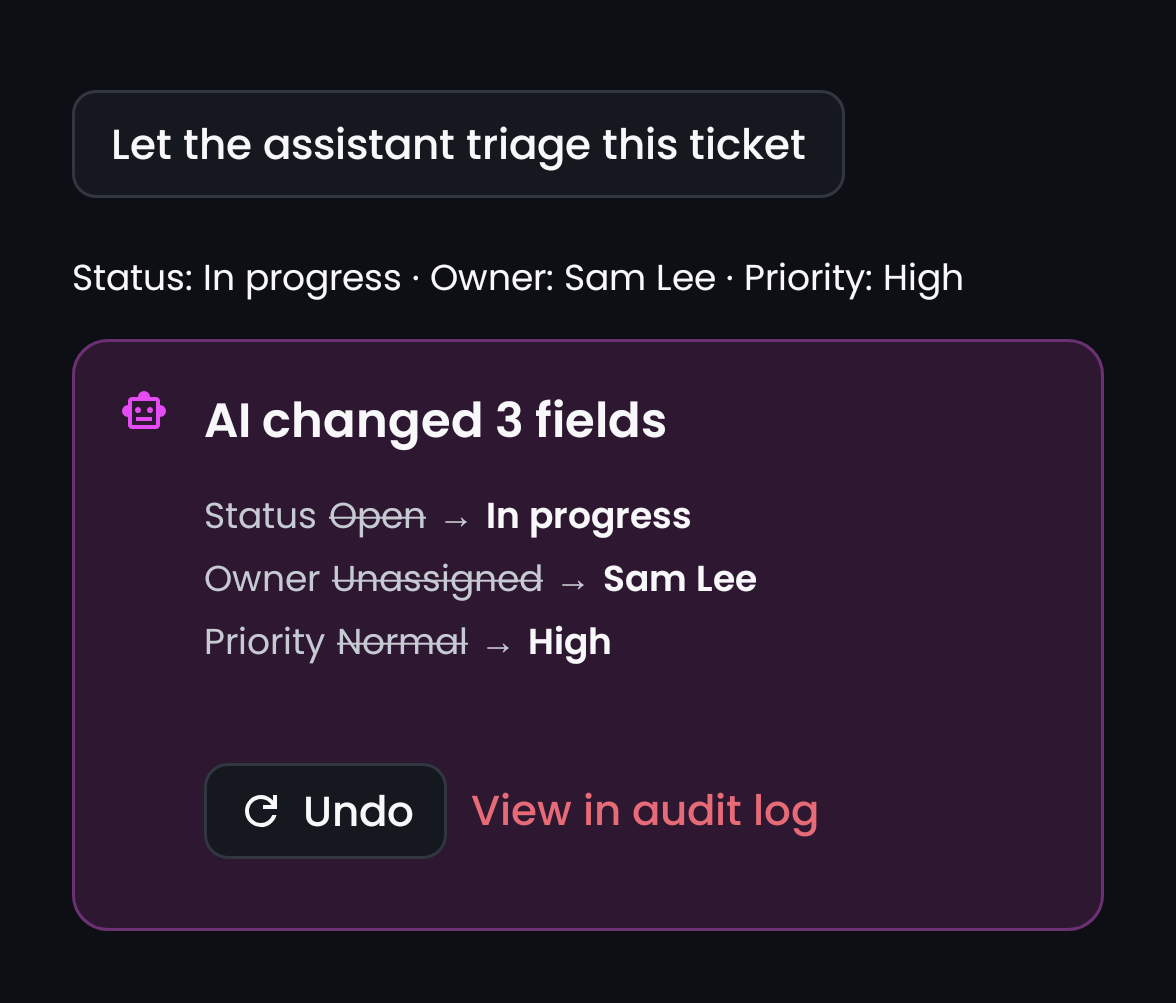 Let the assistant triage this ticket
Status: In progress · Owner: Sam Lee · Priority: High
AI changed 3 fields
Status Open → In progress
Owner Unassigned → Sam Lee
Priority Normal → High
Undo View in audit log